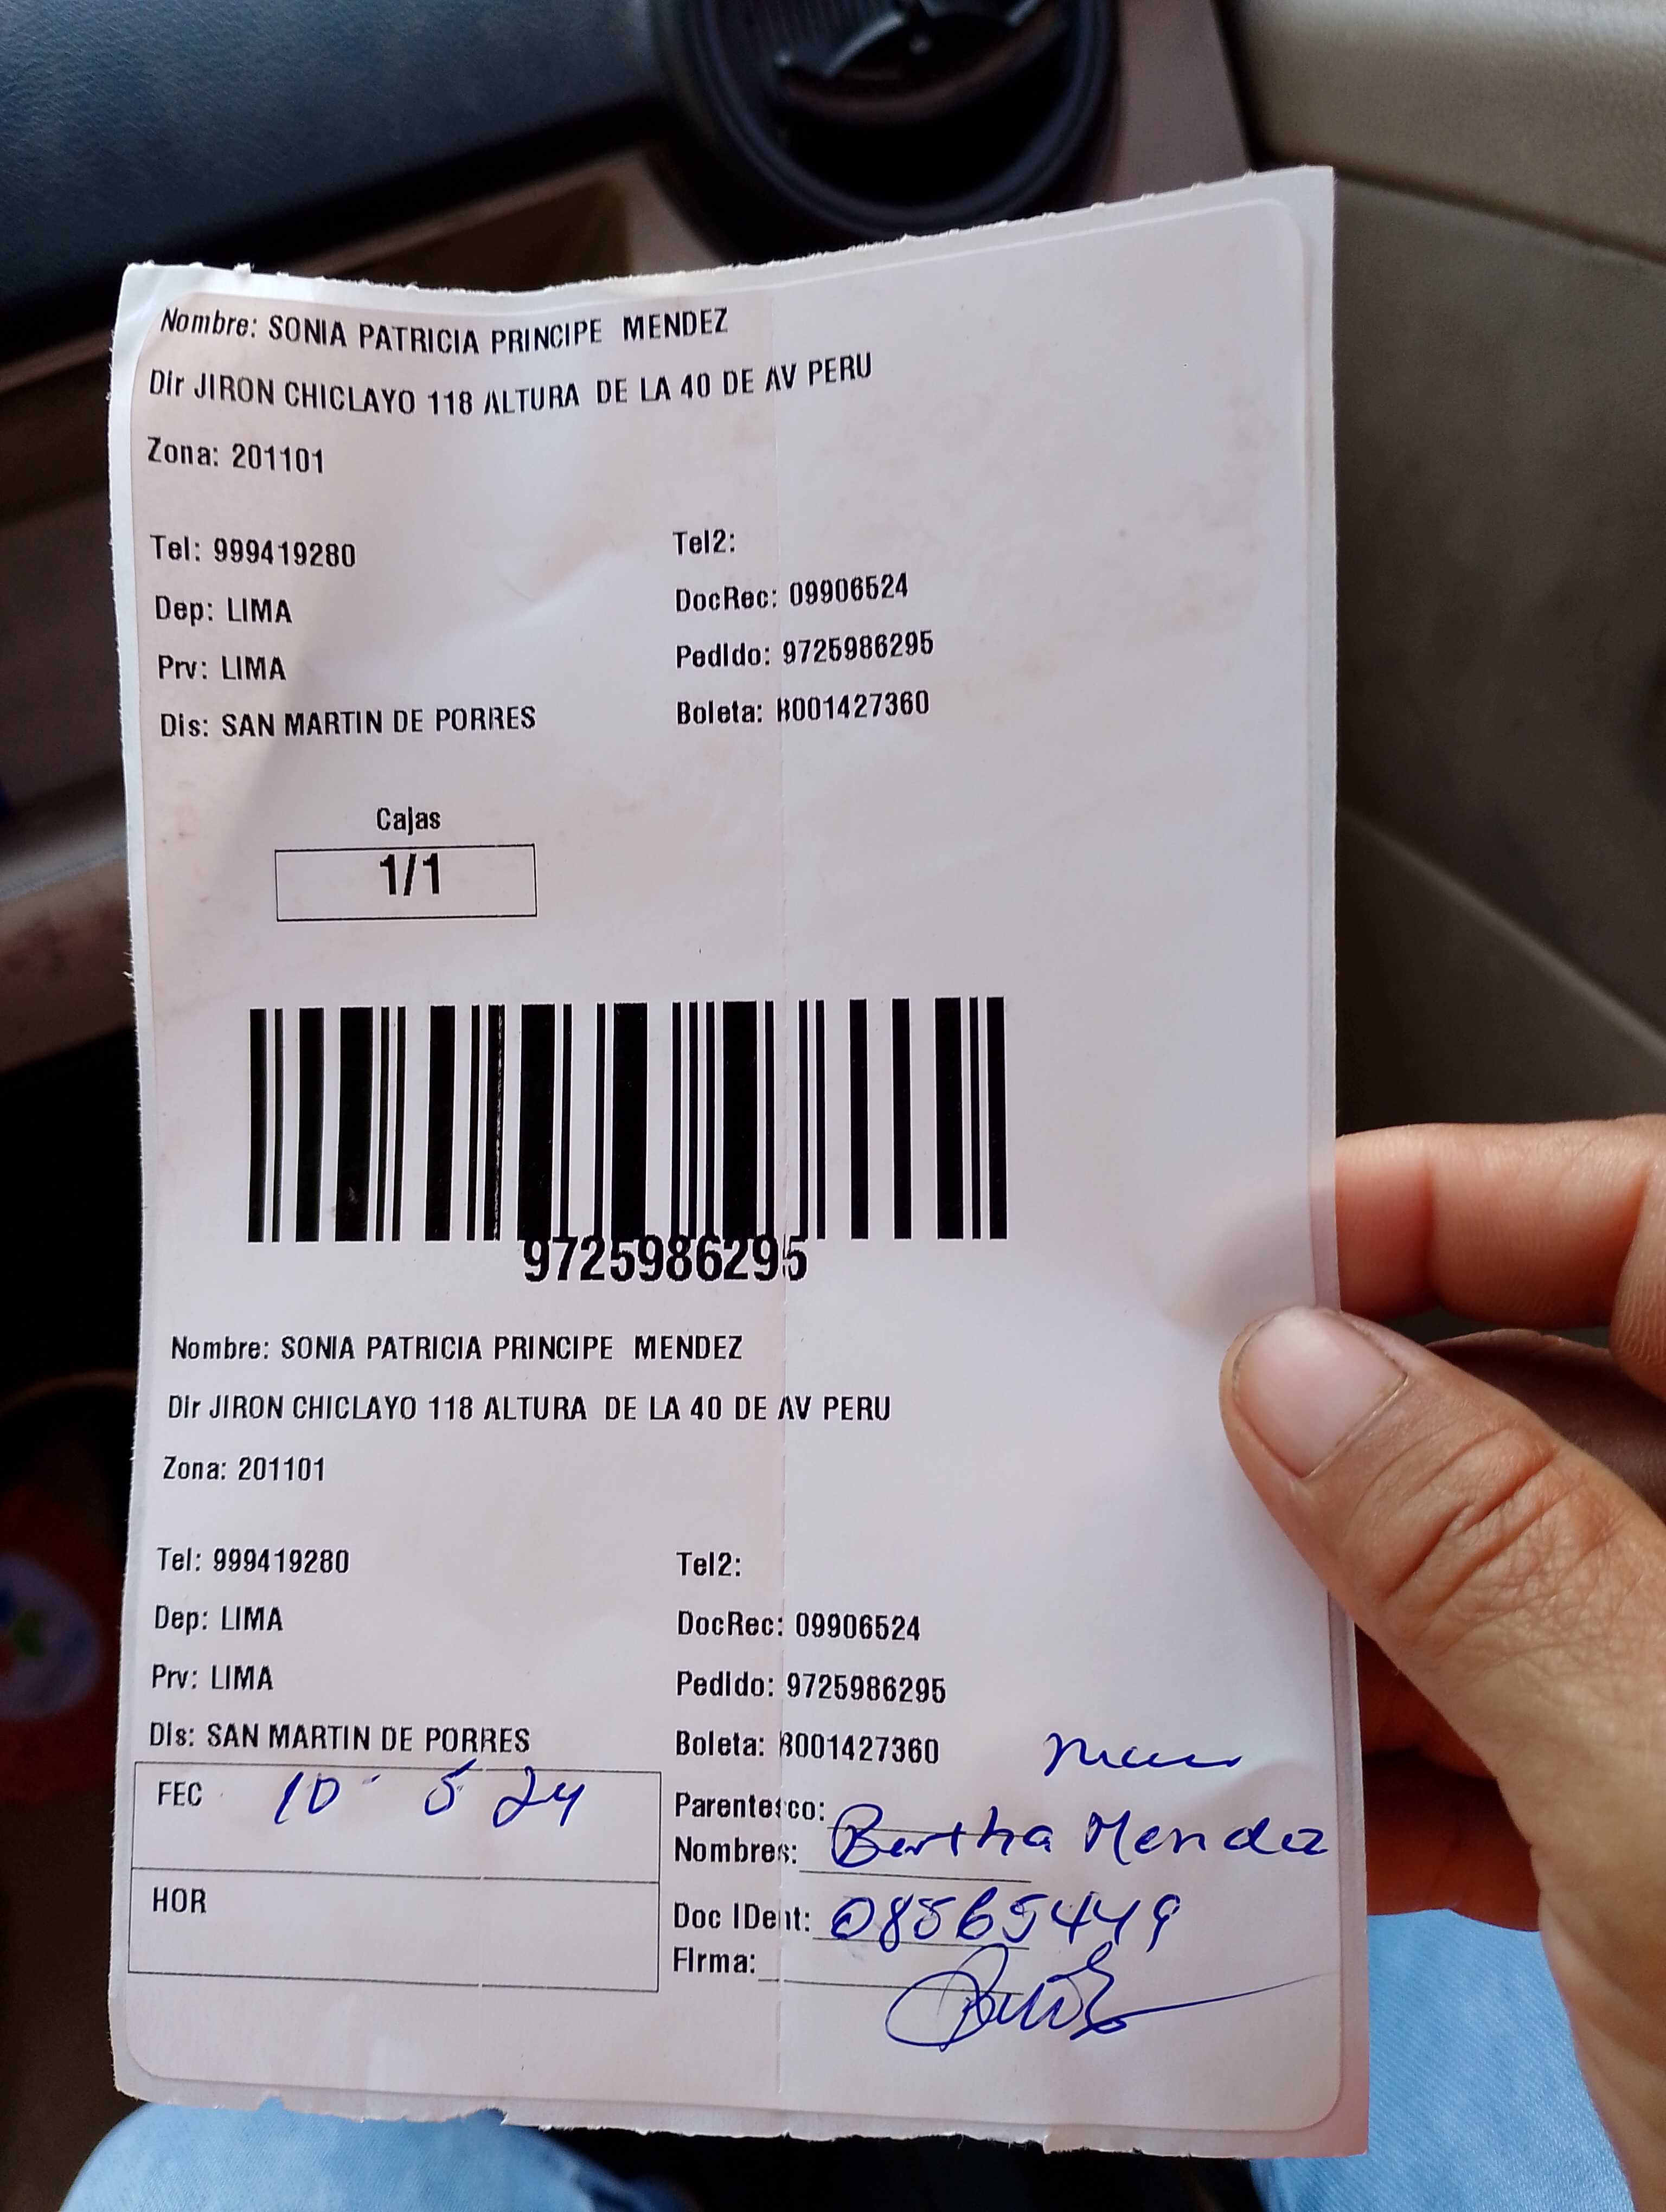 Nombre: SONIA PATRICIA PRINCIPE MENDEZ
Dir JIRON CHICLAYO 118 ALTURA DE LA 40 DE AV PERU
Zona: 201101
Tel: 999419280 Tel2:
Dep: LIMA DocRec: 09906524
Prv: LIMA Pedido: 9725986295
Dis: SAN MARTIN DE PORRES Boleta: B001427360
Cajas
1/1
9725986295
Nombre: SONIA PATRICIA PRINCIPE MENDEZ
Dir JIRON CHICLAYO 118 ALTURA DE LA 40 DE AV PERU
Zona: 201101
Tel: 999419280 Tel2:
Dep: LIMA DocRec: 09906524
Prv: LIMA Pedido: 9725986295
Dis: SAN MARTIN DE PORRES Boleta: B001427360
FEC 10 5 24 Parentesco:
Nombres: Bertha Mendez
HOR Doc IDent: 08565449
Firma: